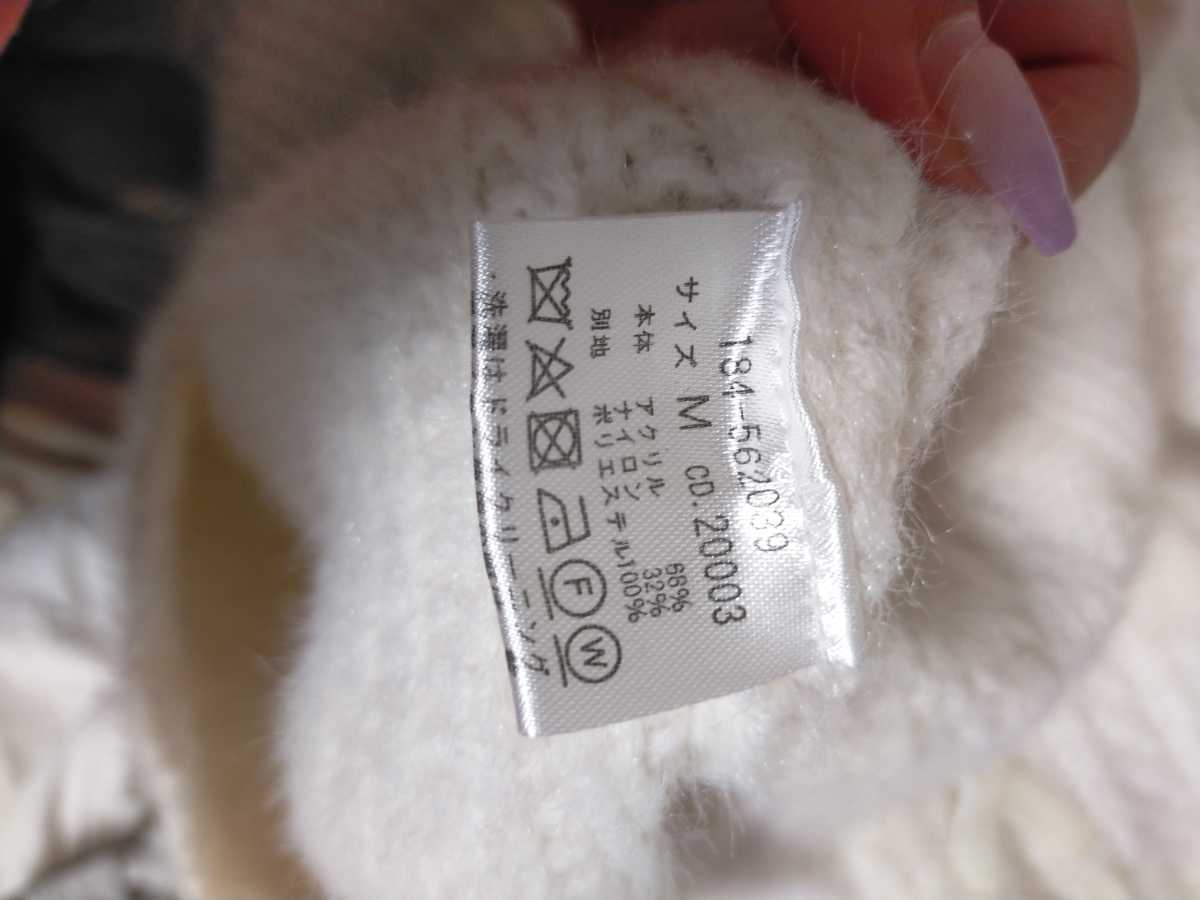 184-562039
サイズ M CD.20003
本体 アクリル 68%
ナイロン 32%
別地 ポリエステル100%
F W
洗濯はドライクリーニング